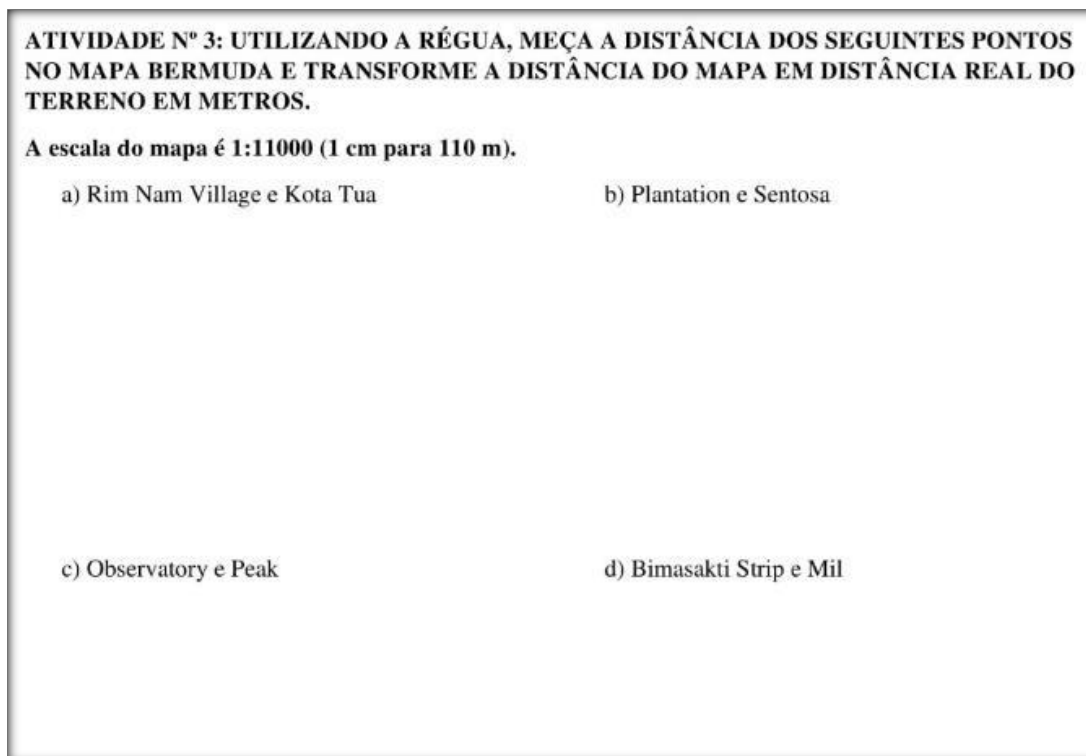 ATIVIDADE Nº 3: UTILIZANDO A RÉGUA, MEÇA A DISTÂNCIA DOS SEGUINTES PONTOS
NO MAPA BERMUDA E TRANSFORME A DISTÂNCIA DO MAPA EM DISTÂNCIA REAL DO
TERRENO EM METROS.
A escala do mapa é 1:11000 (1 cm para 110 m).
a) Rim Nam Village e Kota Tua
b) Plantation e Sentosa
c) Observatory e Peak
d) Bimasakti Strip e Mil